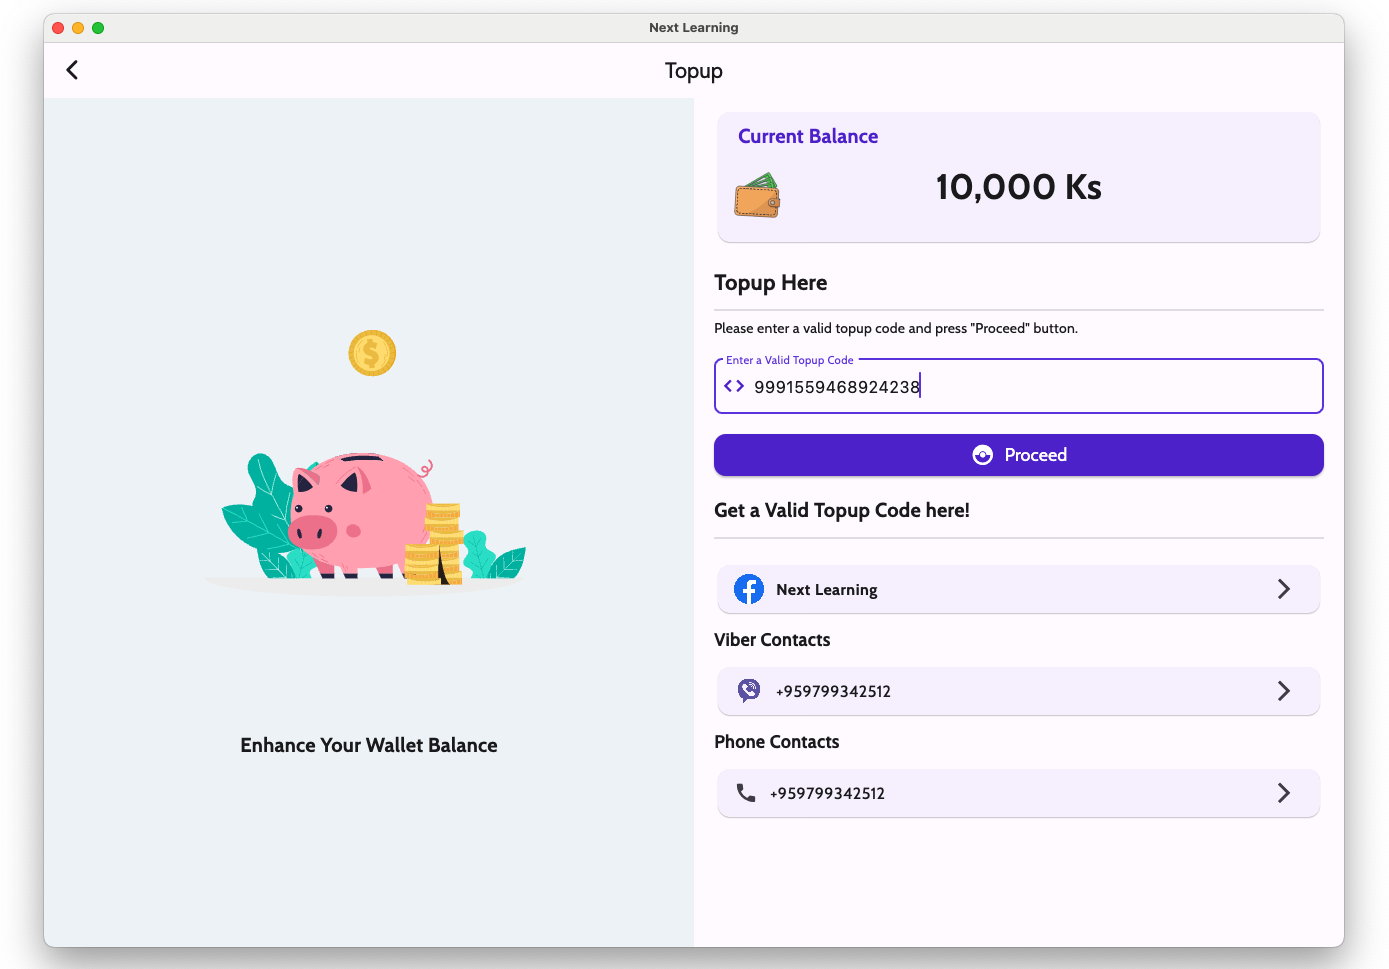 Next Learning
Topup
Current Balance
10,000 Ks
Topup Here
Please enter a valid topup code and press "Proceed" button.
Enter a Valid Topup Code
9991559468924238
Proceed
Get a Valid Topup Code here!
Next Learning
Viber Contacts
+959799342512
Phone Contacts
+959799342512
Enhance Your Wallet Balance